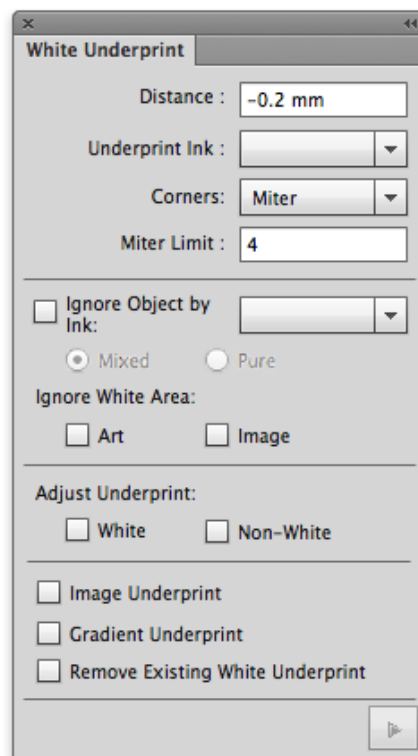 White Underprint
Distance : -0.2 mm
Underprint Ink :
Corners: Miter
Miter Limit : 4
Ignore Object by
Ink:
Mixed Pure
Ignore White Area:
Art Image
Adjust Underprint:
White Non-White
Image Underprint
Gradient Underprint
Remove Existing White Underprint